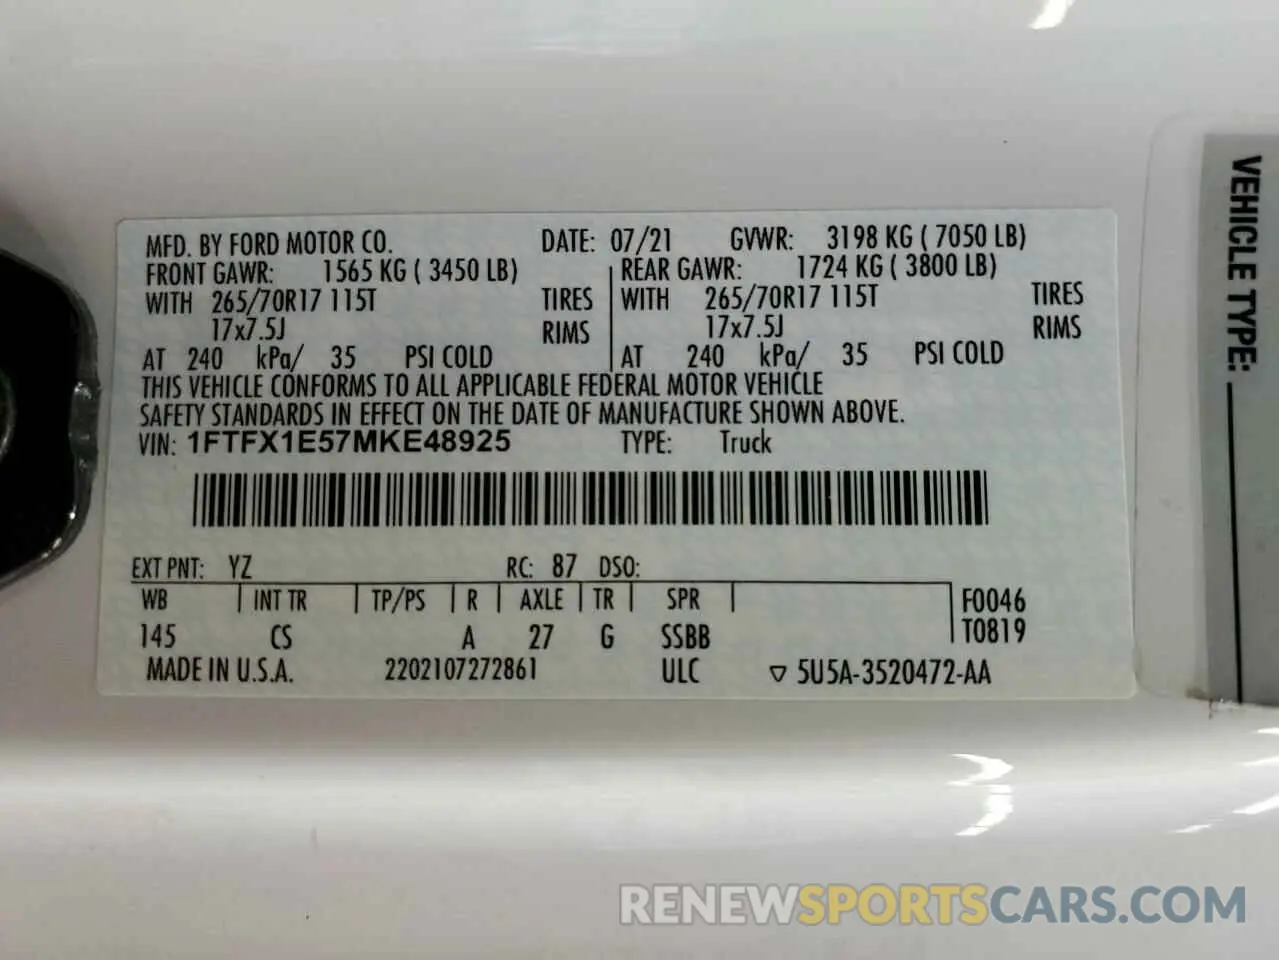 MFD. BY FORD MOTOR CO. DATE: 07/21 GVWR: 3198 KG ( 7050 LB)
FRONT GAWR: 1565 KG ( 3450 LB) REAR GAWR: 1724 KG ( 3800 LB)
WITH 265/70R17 115T TIRES WITH 265/70R17 115T TIRES
17x7.5J RIMS 17x7.5J RIMS
AT 240 kPa/ 35 PSI COLD AT 240 kPa/ 35 PSI COLD
THIS VEHICLE CONFORMS TO ALL APPLICABLE FEDERAL MOTOR VEHICLE
SAFETY STANDARDS IN EFFECT ON THE DATE OF MANUFACTURE SHOWN ABOVE.
VIN: 1FTFX1E57MKE48925 TYPE: Truck
EXT PNT: YZ RC: 87 DSO:
WB INT TR TP/PS R AXLE TR SPR F0046
145 CS A 27 G SSBB T0819
MADE IN U.S.A. 2202107272861 ULC ▽ 5U5A-3520472-AA
VEHICLE TYPE:
RENEWSPORTSCARS.COM